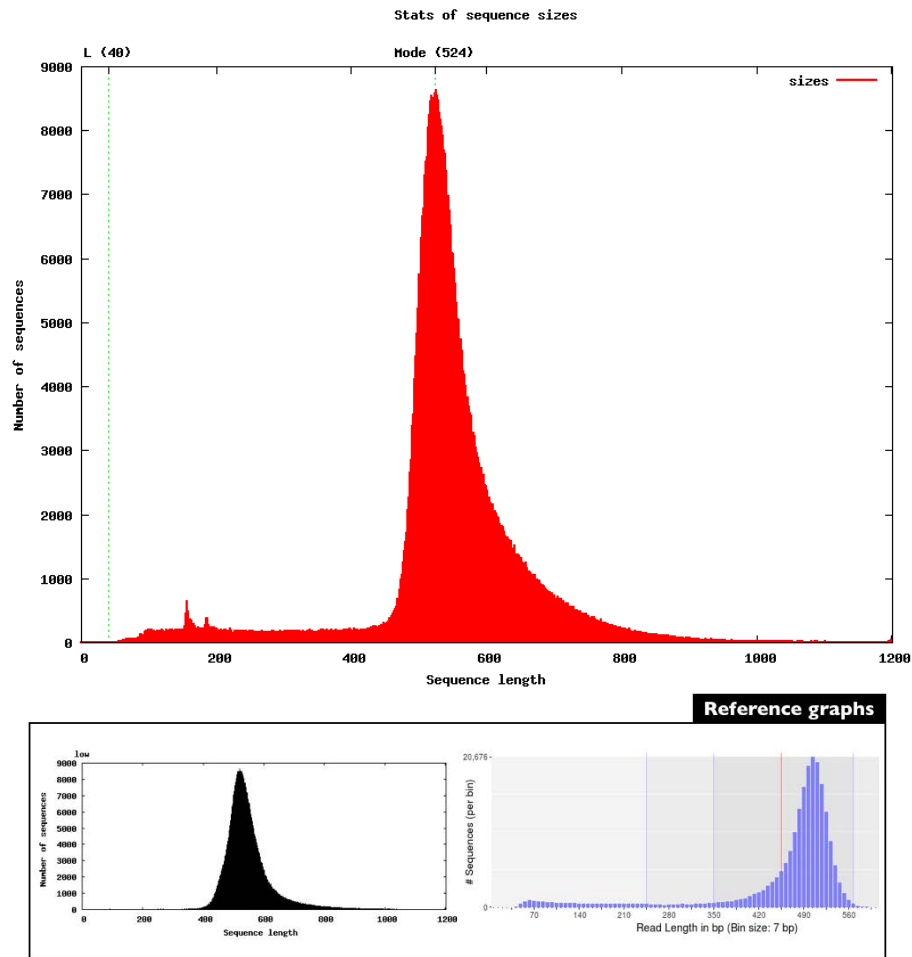 Stats of sequence sizes
L (40) Mode (524)
sizes
9000
8000
7000
6000
5000
4000
3000
2000
1000
0
Number of sequences
0 200 400 600 800 1000 1200
Sequence length
Reference graphs
low
9000
8000
7000
6000
5000
4000
3000
2000
1000
0
Number of sequences
0 200 400 600 800 1000 1200
Sequence length
20,676
0
# Sequences (per bin)
70 140 210 280 350 420 490 560
Read Length in bp (Bin size: 7 bp)